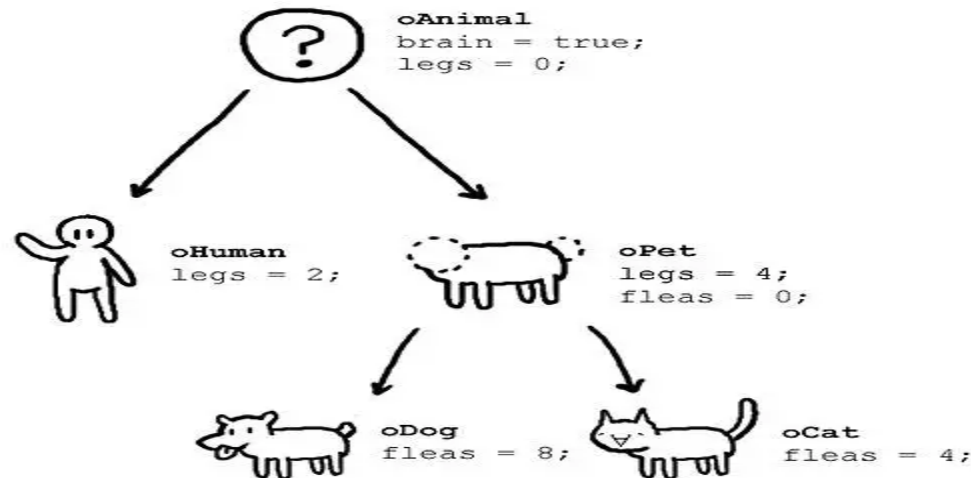 ?
oAnimal
brain = true;
legs = 0;
oHuman
legs = 2;
oPet
legs = 4;
fleas = 0;
oDog
fleas = 8;
oCat
fleas = 4;